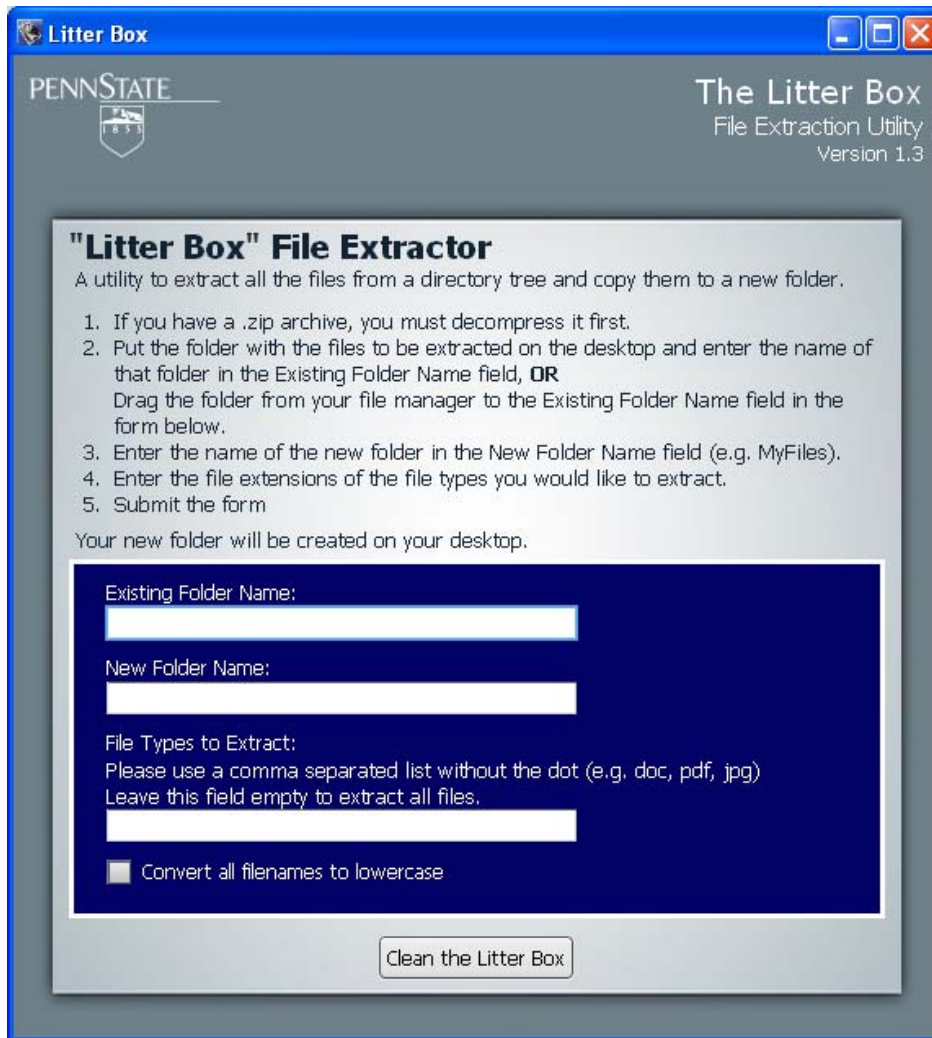 Litter Box
PENNSTATE
1855
The Litter Box
File Extraction Utility
Version 1.3
"Litter Box" File Extractor
A utility to extract all the files from a directory tree and copy them to a new folder.
1. If you have a .zip archive, you must decompress it first.
2. Put the folder with the files to be extracted on the desktop and enter the name of
that folder in the Existing Folder Name field, OR
Drag the folder from your file manager to the Existing Folder Name field in the
form below.
3. Enter the name of the new folder in the New Folder Name field (e.g. MyFiles).
4. Enter the file extensions of the file types you would like to extract.
5. Submit the form
Your new folder will be created on your desktop.
Existing Folder Name:
New Folder Name:
File Types to Extract:
Please use a comma separated list without the dot (e.g. doc, pdf, jpg)
Leave this field empty to extract all files.
Convert all filenames to lowercase
Clean the Litter Box